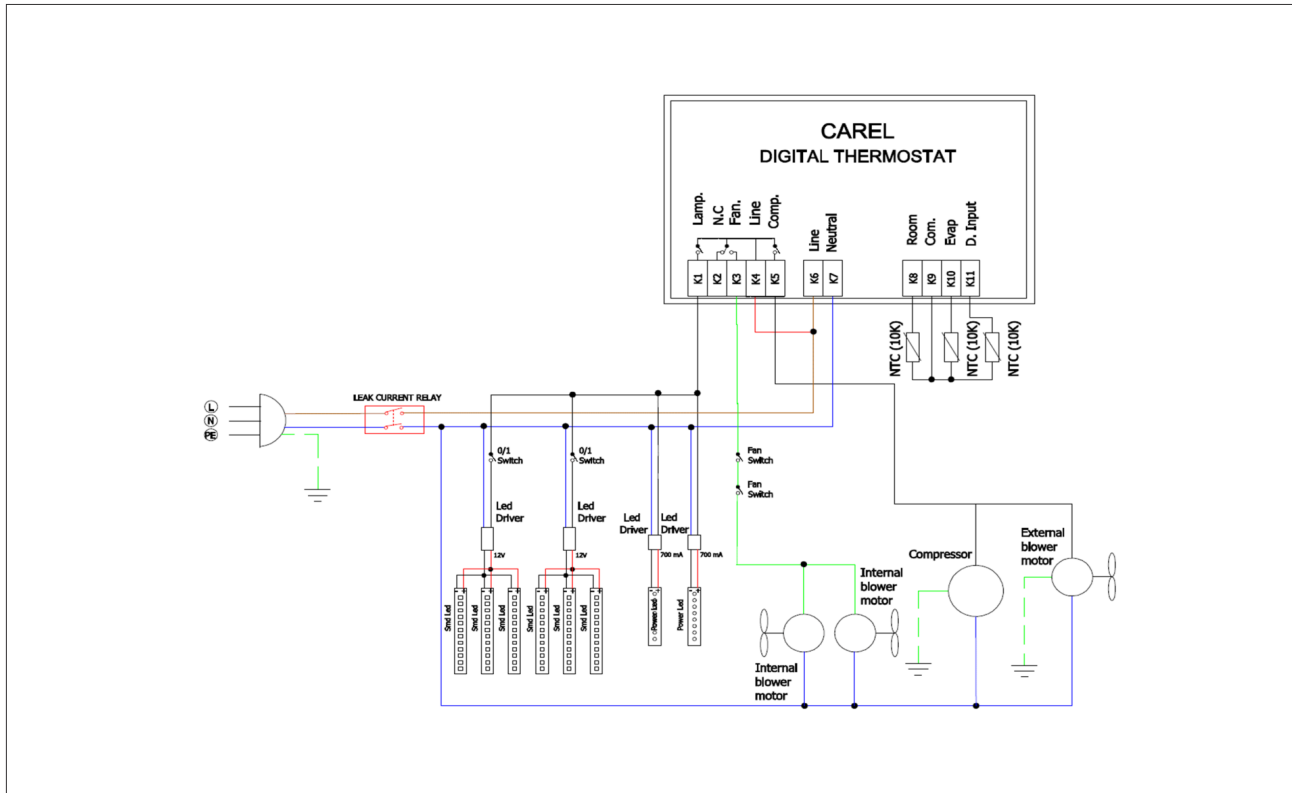 CAREL
DIGITAL THERMOSTAT
Lamp.
N.C
Fan.
Line
Comp.
Line
Neutral
Room
Com.
Evap
D. Input
K1
K2
K3
K4
K5
K6
K7
K8
K9
K10
K11
NTC (10K)
NTC (10K)
NTC (10K)
LEAK CURRENT RELAY
L
N
PE
0/1
Switch
0/1
Switch
Fan
Switch
Fan
Switch
Led
Driver
Led
Driver
Led
Driver
Led
Driver
12V
12V
700 mA
700 mA
Smd Led
Smd Led
Smd Led
Smd Led
Smd Led
Smd Led
Power Led
Power Led
Internal
blower
motor
Internal
blower
motor
Compressor
External
blower
motor